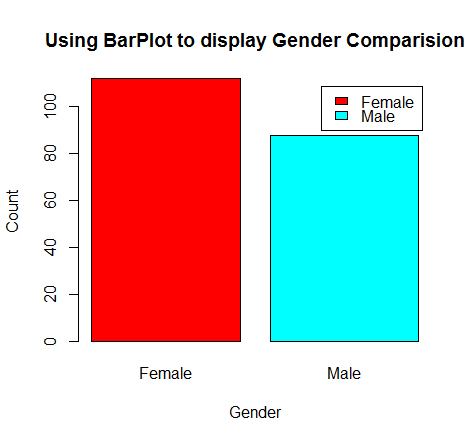 Using BarPlot to display Gender Comparision
Female
Male
Count
100
80
60
40
20
0
Female Male
Gender